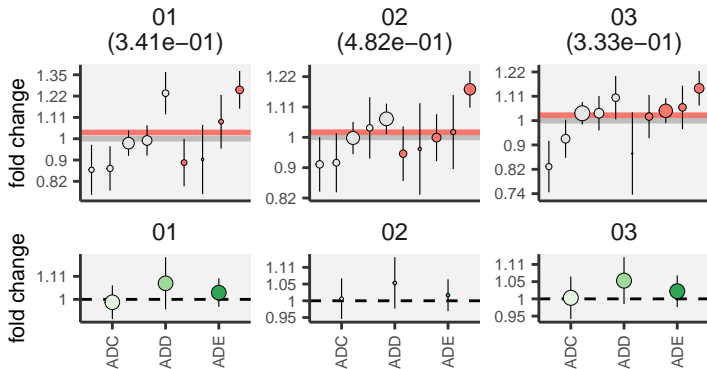 01
(3.41e−01)
02
(4.82e−01)
03
(3.33e−01)
fold change
1.35
1.22
1.11
1
0.9
0.82
1.22
1.11
1
0.9
0.82
1.22
1.11
1
0.9
0.82
0.74
01
02
03
fold change
1.11
1
1.11
1.05
1
0.95
1.11
1.05
1
0.95
ADC
ADD
ADE
ADC
ADD
ADE
ADC
ADD
ADE